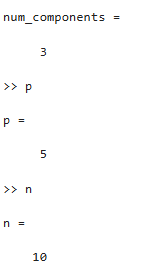 num_components =
3
>> p
p =
5
>> n
n =
10